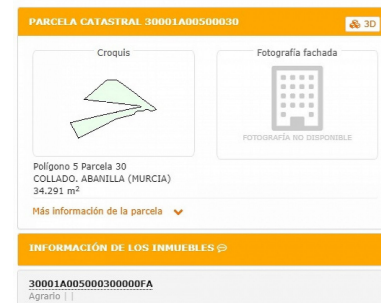 PARCELA CATASTRAL 30001A00500030
3D
Croquis
Fotografía fachada
FOTOGRAFÍA NO DISPONIBLE
Polígono 5 Parcela 30
COLLADO. ABANILLA (MURCIA)
34.291 m²
Más información de la parcela
INFORMACIÓN DE LOS INMUEBLES
30001A005000300000FA
Agrario | |